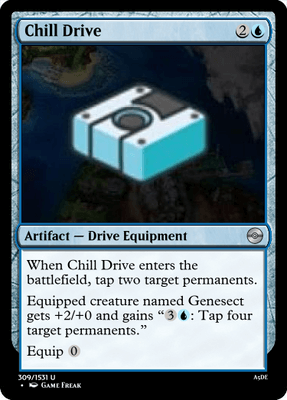 Chill Drive 2
Artifact — Drive Equipment
When Chill Drive enters the
battlefield, tap two target permanents.
Equipped creature named Genesect
gets +2/+0 and gains “3 : Tap four
target permanents.”
Equip 0
309/1531 U A5DE
• Game Freak